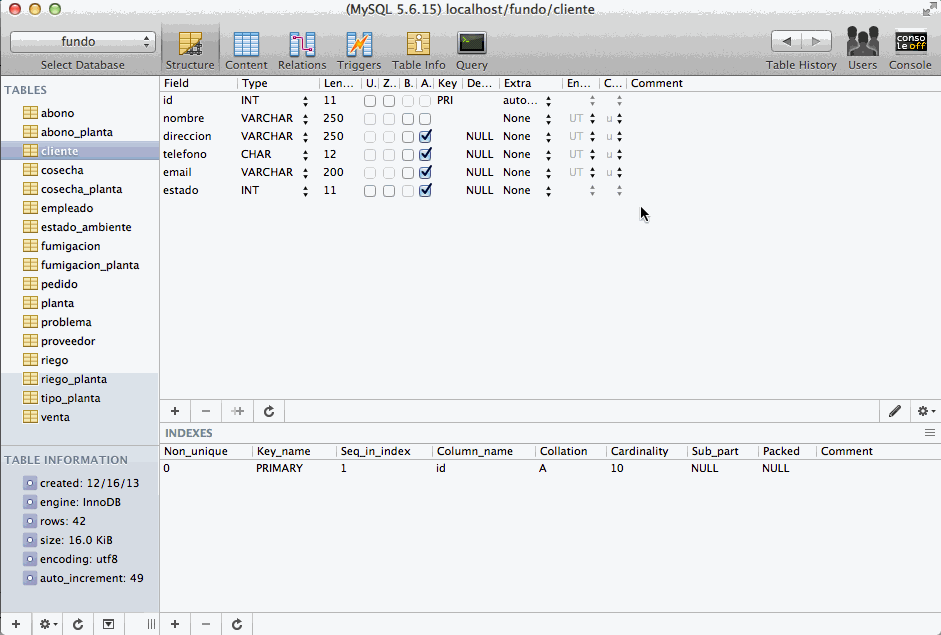 (MySQL 5.6.15) localhost/fundo/cliente
fundo
Select Database
Structure
Content
Relations
Triggers
Table Info
Query
Table History
Users
conso
le off
Console
TABLES
abono
abono_planta
cliente
cosecha
cosecha_planta
empleado
estado_ambiente
fumigacion
fumigacion_planta
pedido
planta
problema
proveedor
riego
riego_planta
tipo_planta
venta
TABLE INFORMATION
created: 12/16/13
engine: InnoDB
rows: 42
size: 16.0 KiB
encoding: utf8
auto_increment: 49
Field Type Len... U. Z... B. A. Key De... Extra En... C... Comment
id INT 11 PRI auto...
nombre VARCHAR 250 None UT u
direccion VARCHAR 250 NULL None UT u
telefono CHAR 12 NULL None UT u
email VARCHAR 200 NULL None UT u
estado INT 11 NULL None
INDEXES
Non_unique Key_name Seq_in_index Column_name Collation Cardinality Sub_part Packed Comment
0 PRIMARY 1 id A 10 NULL NULL